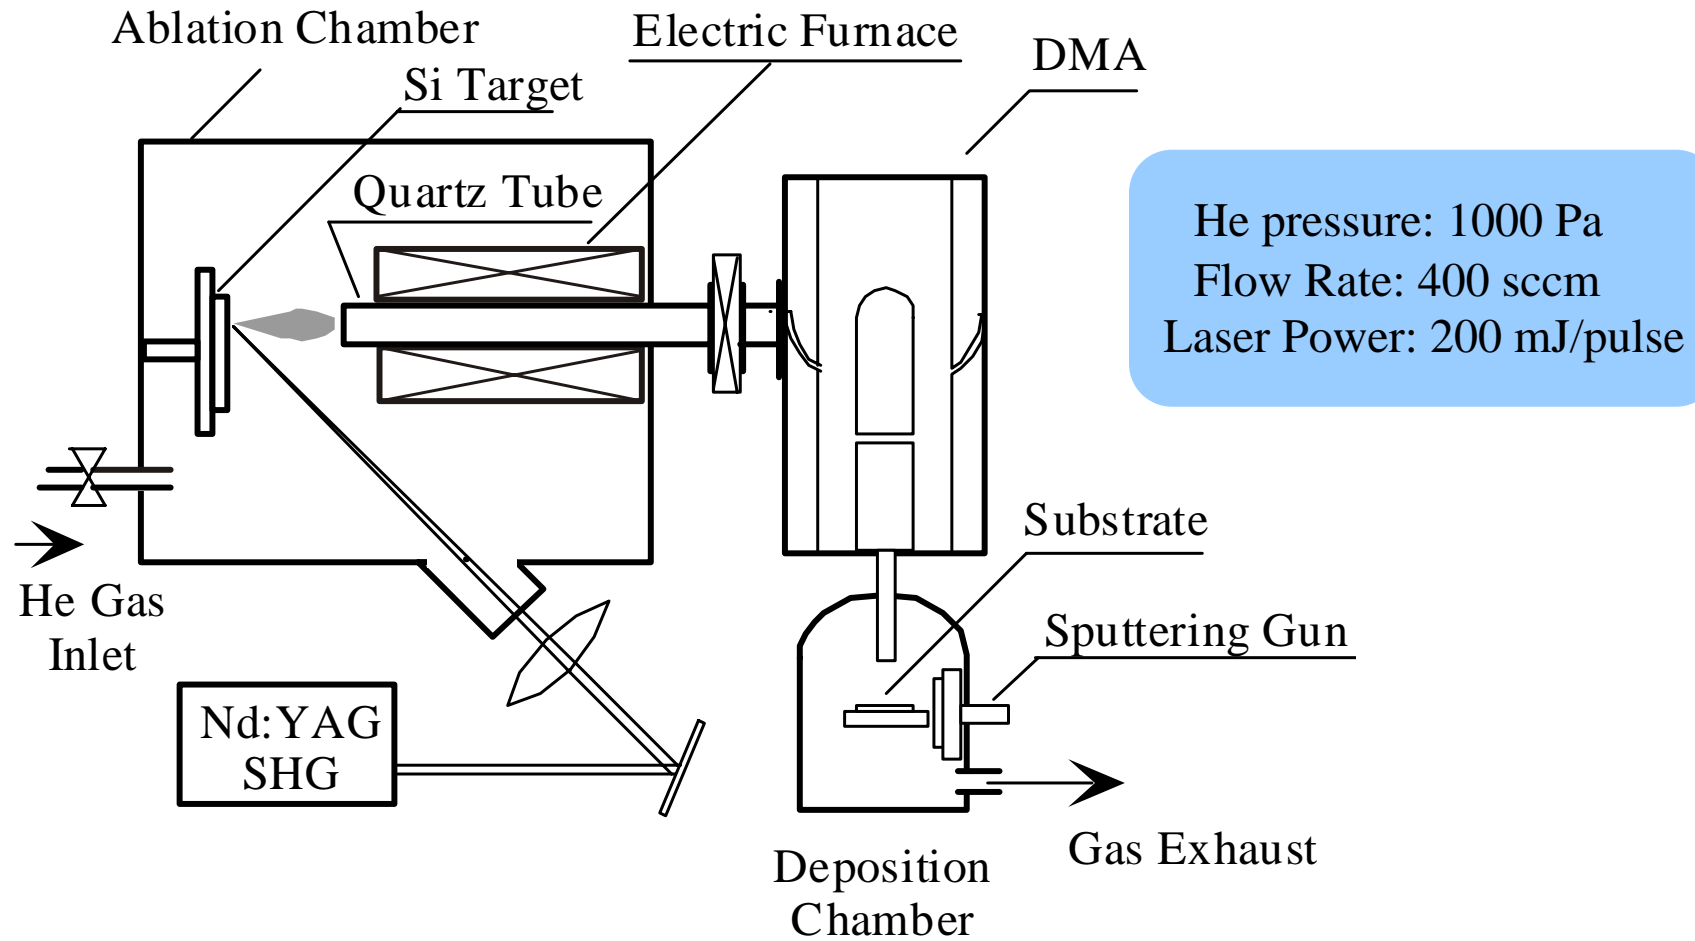 Ablation Chamber
Electric Furnace
DMA
Si Target
Quartz Tube
He pressure: 1000 Pa
Flow Rate: 400 sccm
Laser Power: 200 mJ/pulse
Substrate
He Gas
Inlet
Sputtering Gun
Nd:YAG
SHG
Gas Exhaust
Deposition
Chamber